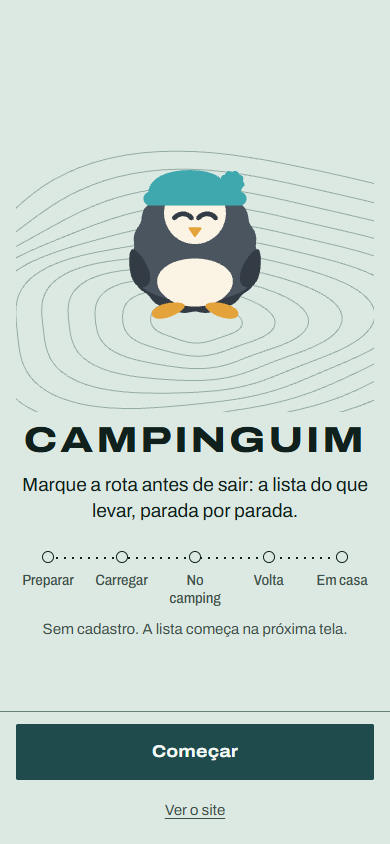 CAMPINGUIM
Marque a rota antes de sair: a lista do que
levar, parada por parada.
Preparar
Carregar
No
camping
Volta
Em casa
Sem cadastro. A lista começa na próxima tela.
Começar
Ver o site